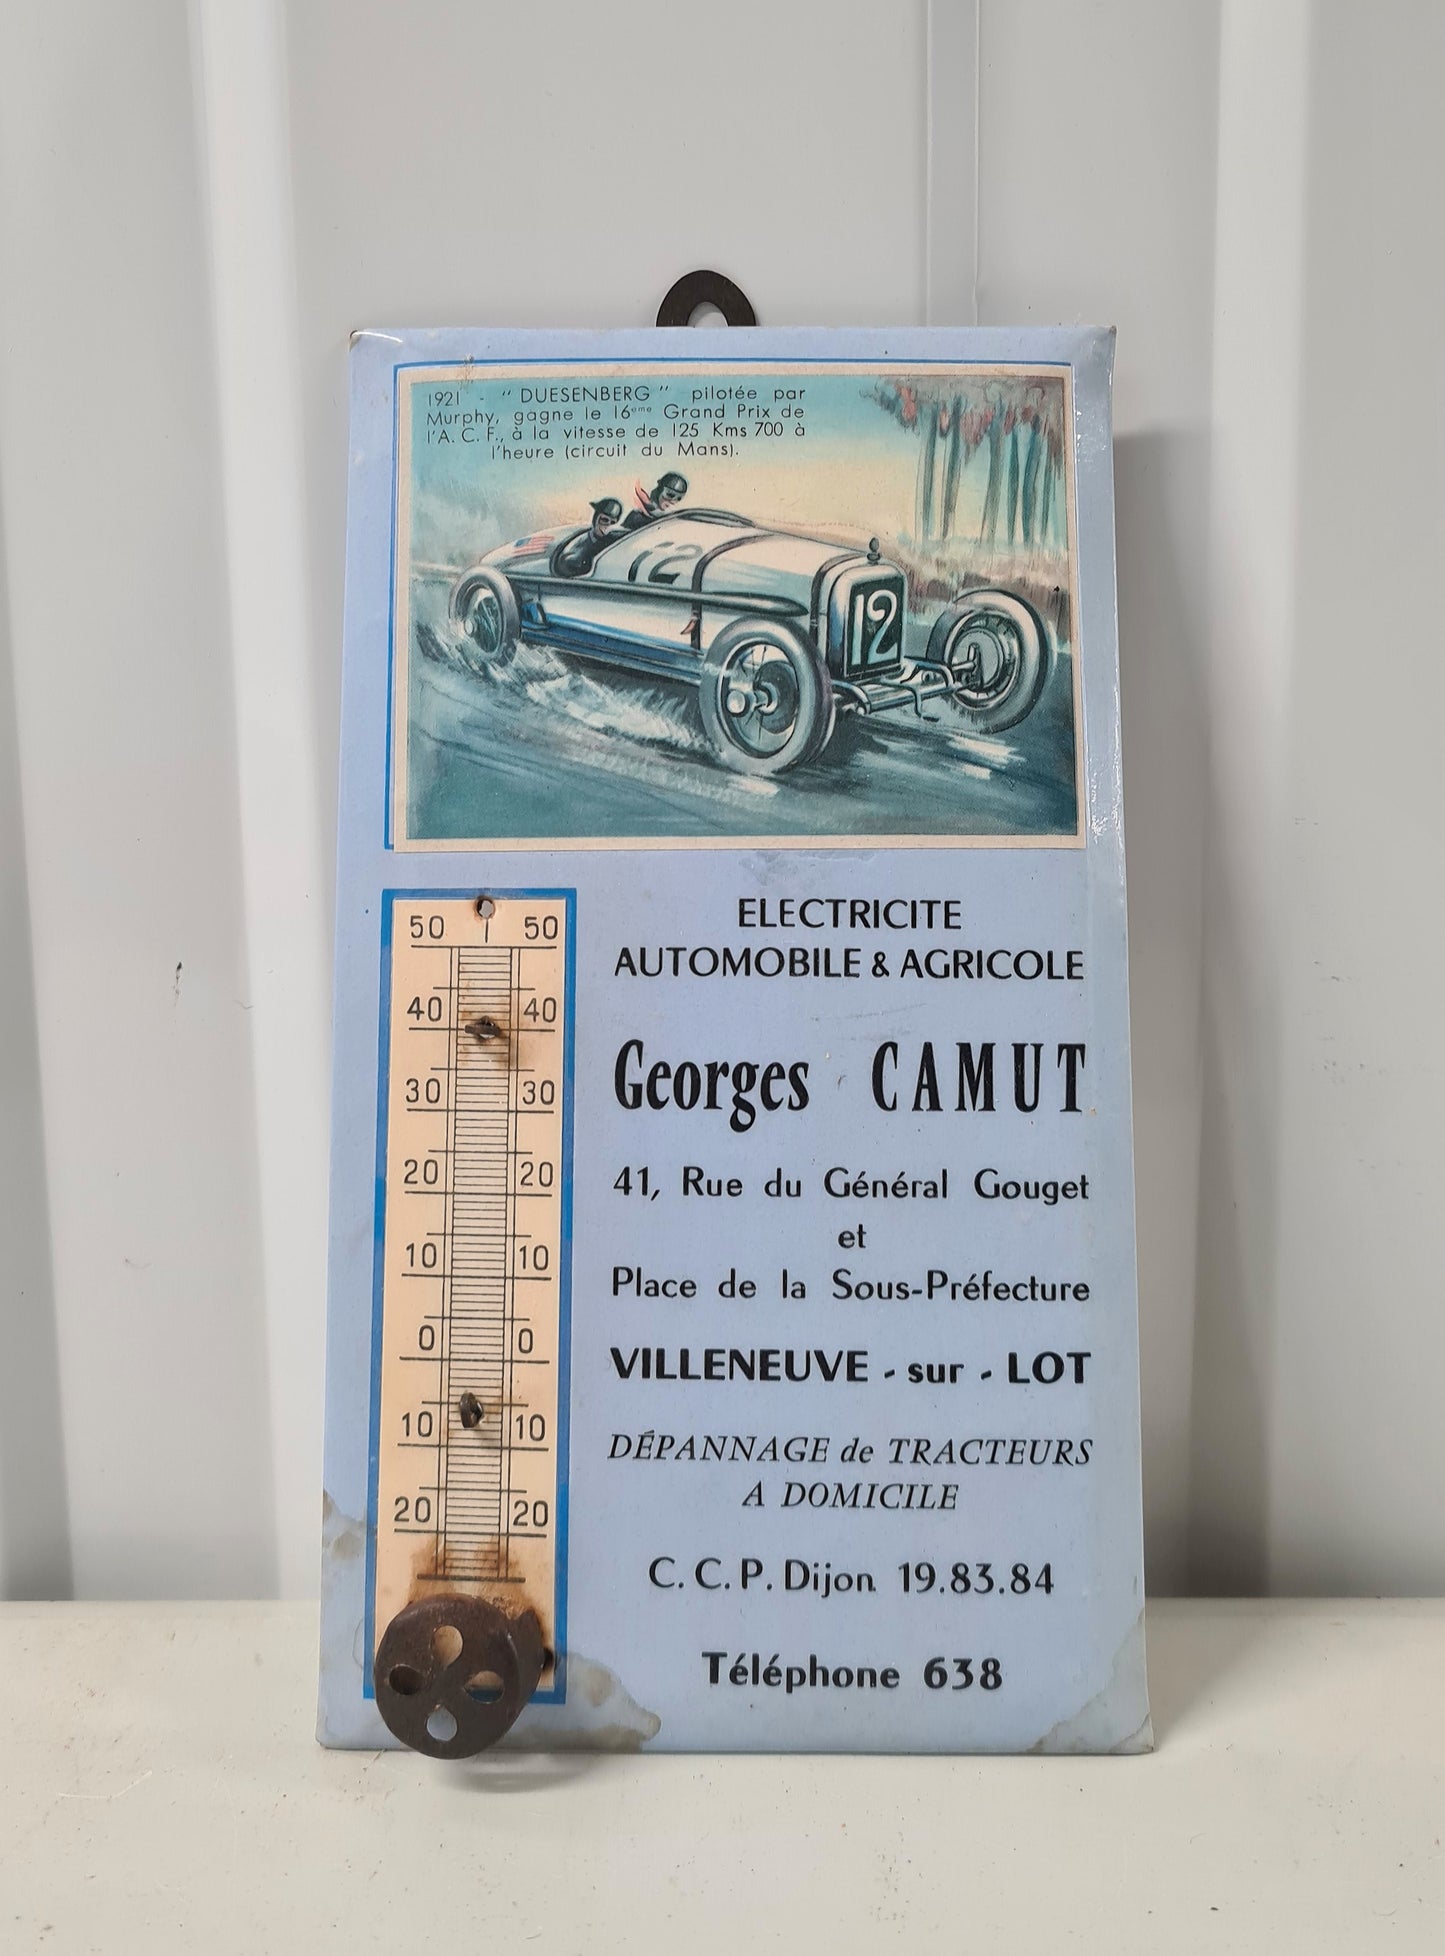 1921 - " DUESENBERG " pilotée par
Murphy, gagne le 16eme Grand Prix de
l'A. C. F., à la vitesse de 125 Kms 700 à
l'heure (circuit du Mans).
12
12
ELECTRICITE
AUTOMOBILE & AGRICOLE
Georges CAMUT
41, Rue du Général Gouget
et
Place de la Sous-Préfecture
VILLENEUVE - sur - LOT
DÉPANNAGE de TRACTEURS
A DOMICILE
C. C. P. Dijon 19.83.84
Téléphone 638
50 50
40 40
30 30
20 20
10 10
0 0
10 10
20 20